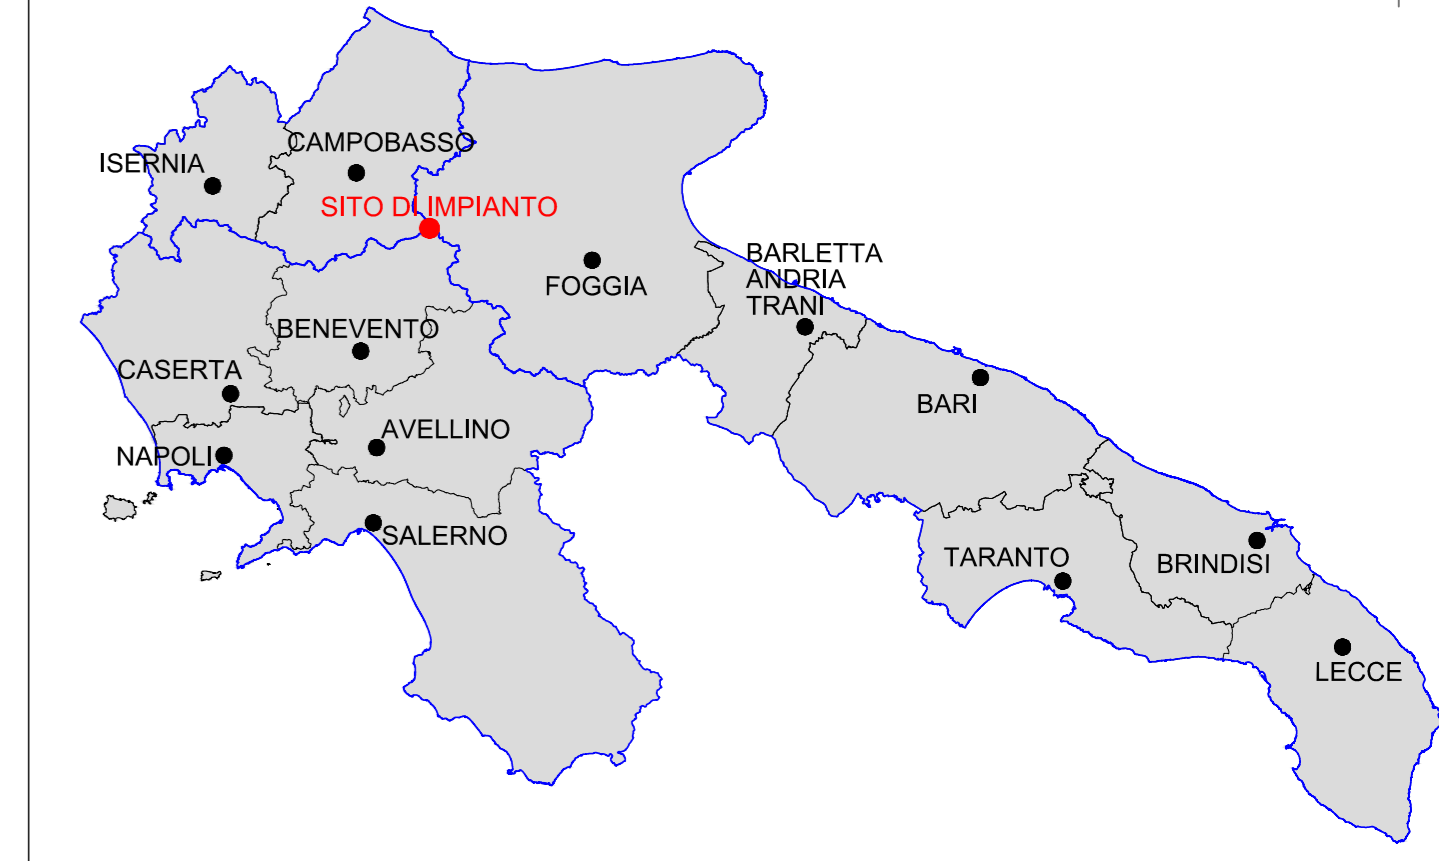 CAMPOBASSO
ISERNIA
SITO DI IMPIANTO
BARLETTA
ANDRIA
TRANI
FOGGIA
BENEVENTO
CASERTA
BARI
AVELLINO
NAPOLI
SALERNO
TARANTO
BRINDISI
LECCE